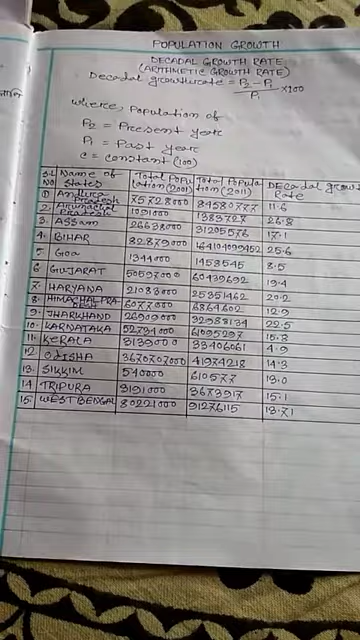 POPULATION GROWTH
DECADAL GROWTH RATE
(ARITHMETIC GROWTH RATE)
Decadal growthrate = P2 - P1 / P1 × 100
where, Population of
P2 = Present year
P1 = Past year
C = constant (100)
SL NO Name of States Total Population (2001) Total Population (2011) Decadal growth Rate
1. Andhra Pradesh 75728000 84580777 11.6
2. Arunachal Pradesh 1091000 1383727 26.8
3. ASSAM 26638000 31205576 17.1
4. BIHAR 82879000 25.6
5. Goa 1344000 1458545 8.5
6 GUJARAT 50597000 60439692 19.4
7. HARYANA 21083000 25351462 20.2
8. HIMACHAL PRADESH 6077000 6864602 12.9
9. JHARKHAND 26909000 32988134 22.5
10. KARNATAKA 52734000 61095297 15.8
11. KERALA 33406061 4.9
12 ODISHA 41974218 14.3
13. SIKKIM 540000 610577 13.0
14 TRIPURA 3191000 3673917 15.1
15. WEST BENGAL 80221000 91276115 13.71